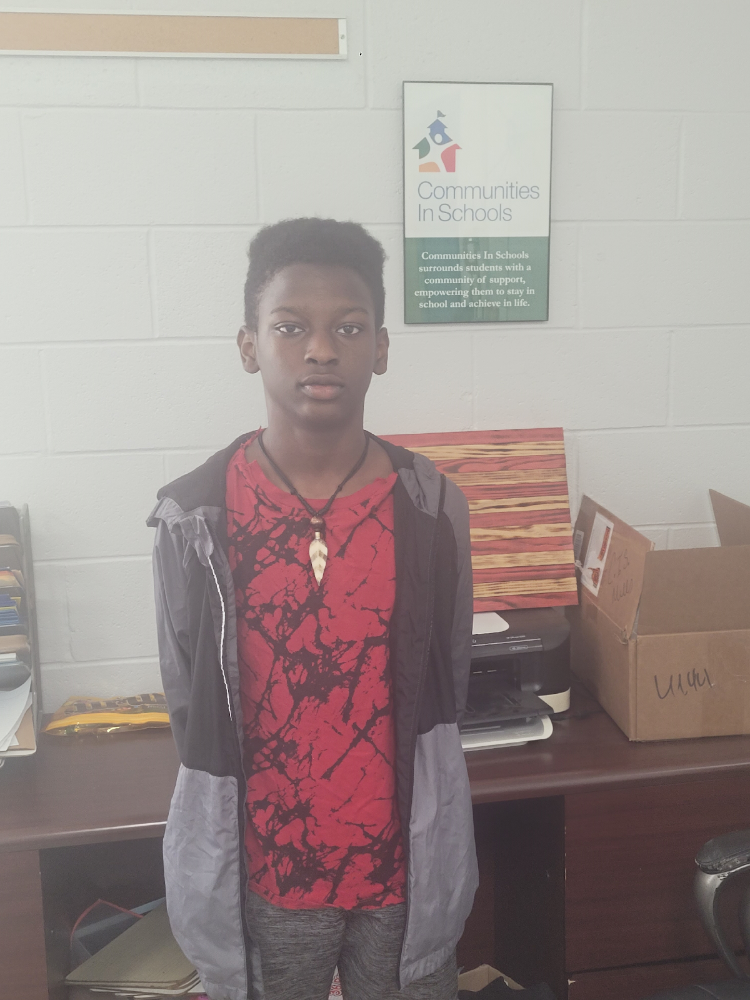 Communities
In Schools
Communities In Schools
surrounds students with a
community of support,
empowering them to stay in
school and achieve in life.